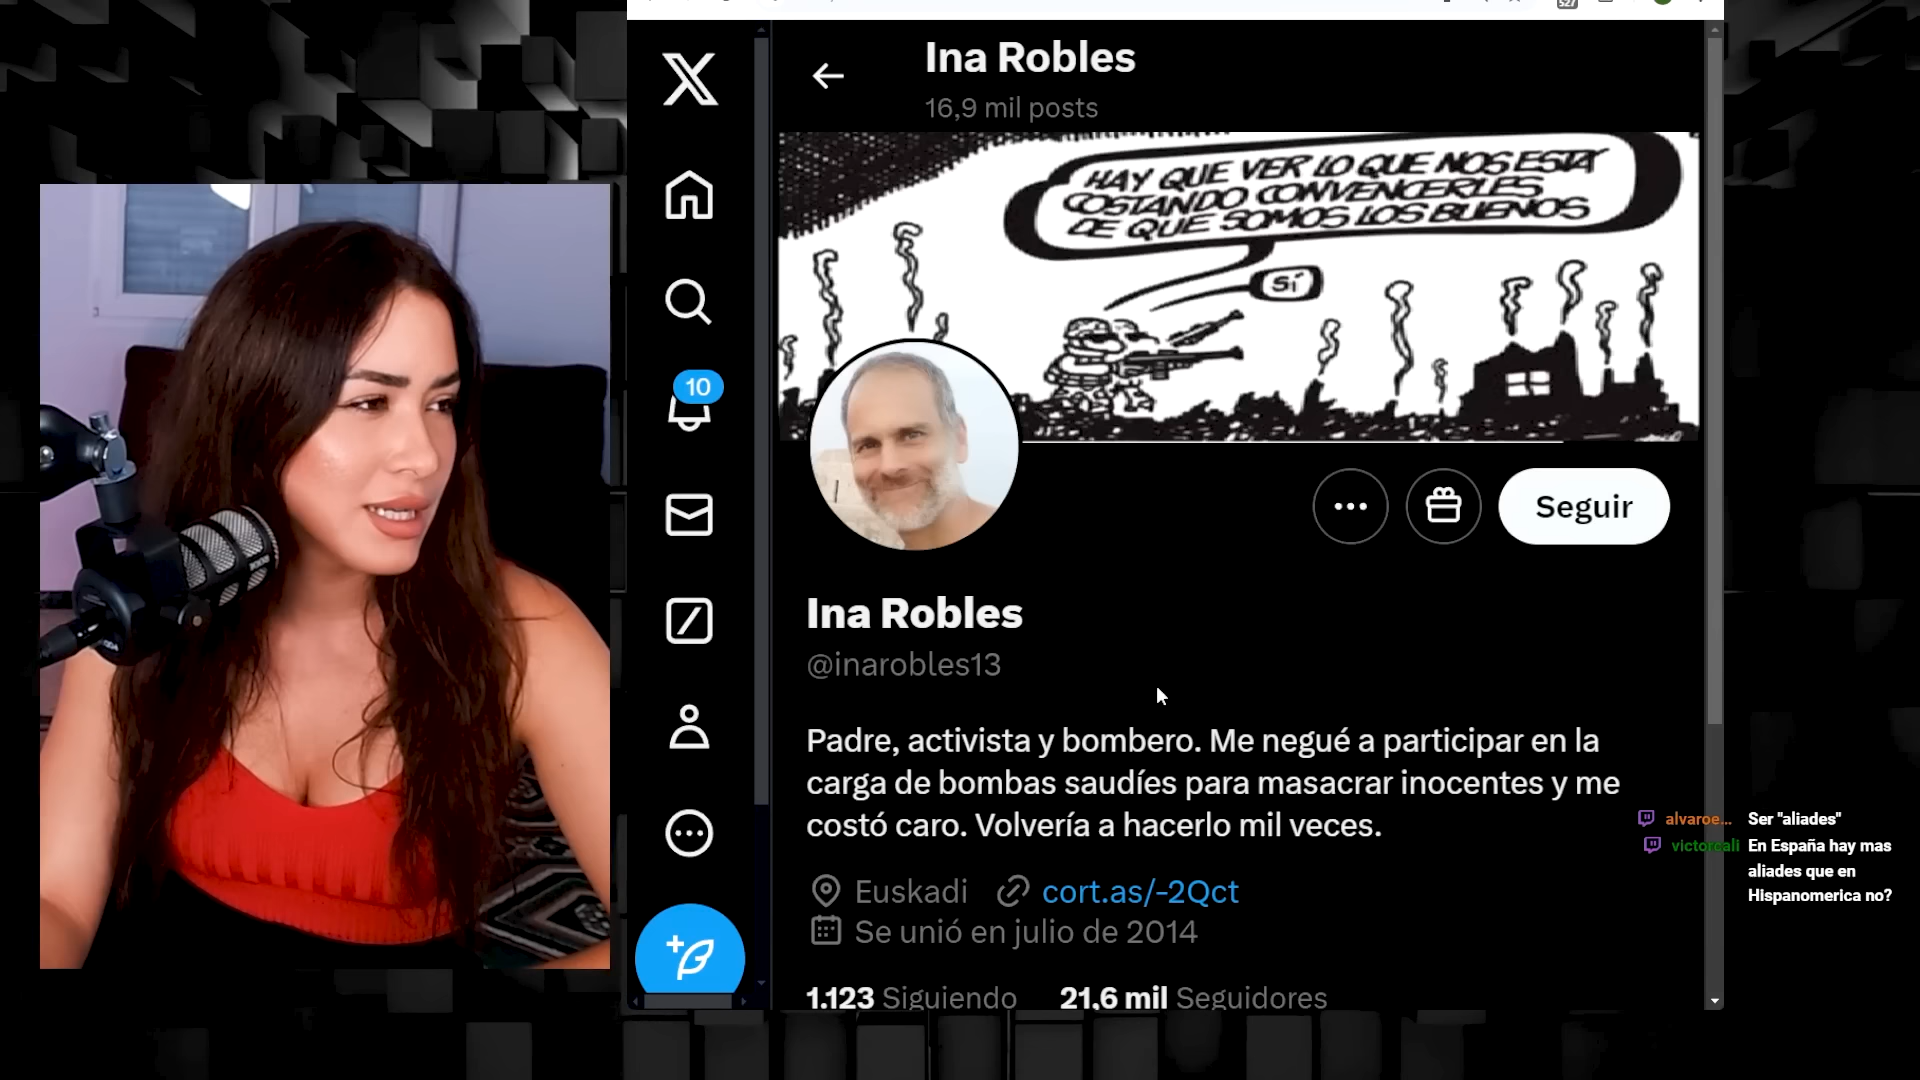 Ina Robles
16,9 mil posts
HAY QUE VER LO QUE NOS ESTÁ
COSTANDO CONVENCERLES
DE QUE SOMOS LOS BUENOS
SÍ
10
Seguir
Ina Robles
@inarobles13
Padre, activista y bombero. Me negué a participar en la
carga de bombas saudíes para masacrar inocentes y me
costó caro. Volvería a hacerlo mil veces.
Euskadi cort.as/-2Qct
Se unió en julio de 2014
1.123 Siguiendo 21,6 mil Seguidores
alvaroe... Ser "aliades"
victorcali En España hay mas
aliades que en
Hispanomerica no?